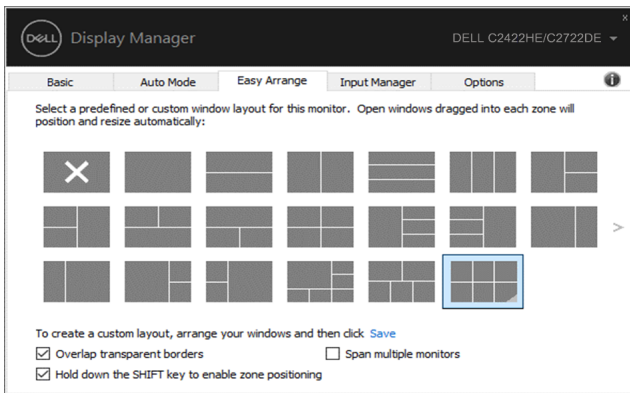 DELL
Display Manager
DELL C2422HE/C2722DE
Basic
Auto Mode
Easy Arrange
Input Manager
Options
Select a predefined or custom window layout for this monitor. Open windows dragged into each zone will
position and resize automatically:
To create a custom layout, arrange your windows and then click Save
Overlap transparent borders
Span multiple monitors
Hold down the SHIFT key to enable zone positioning